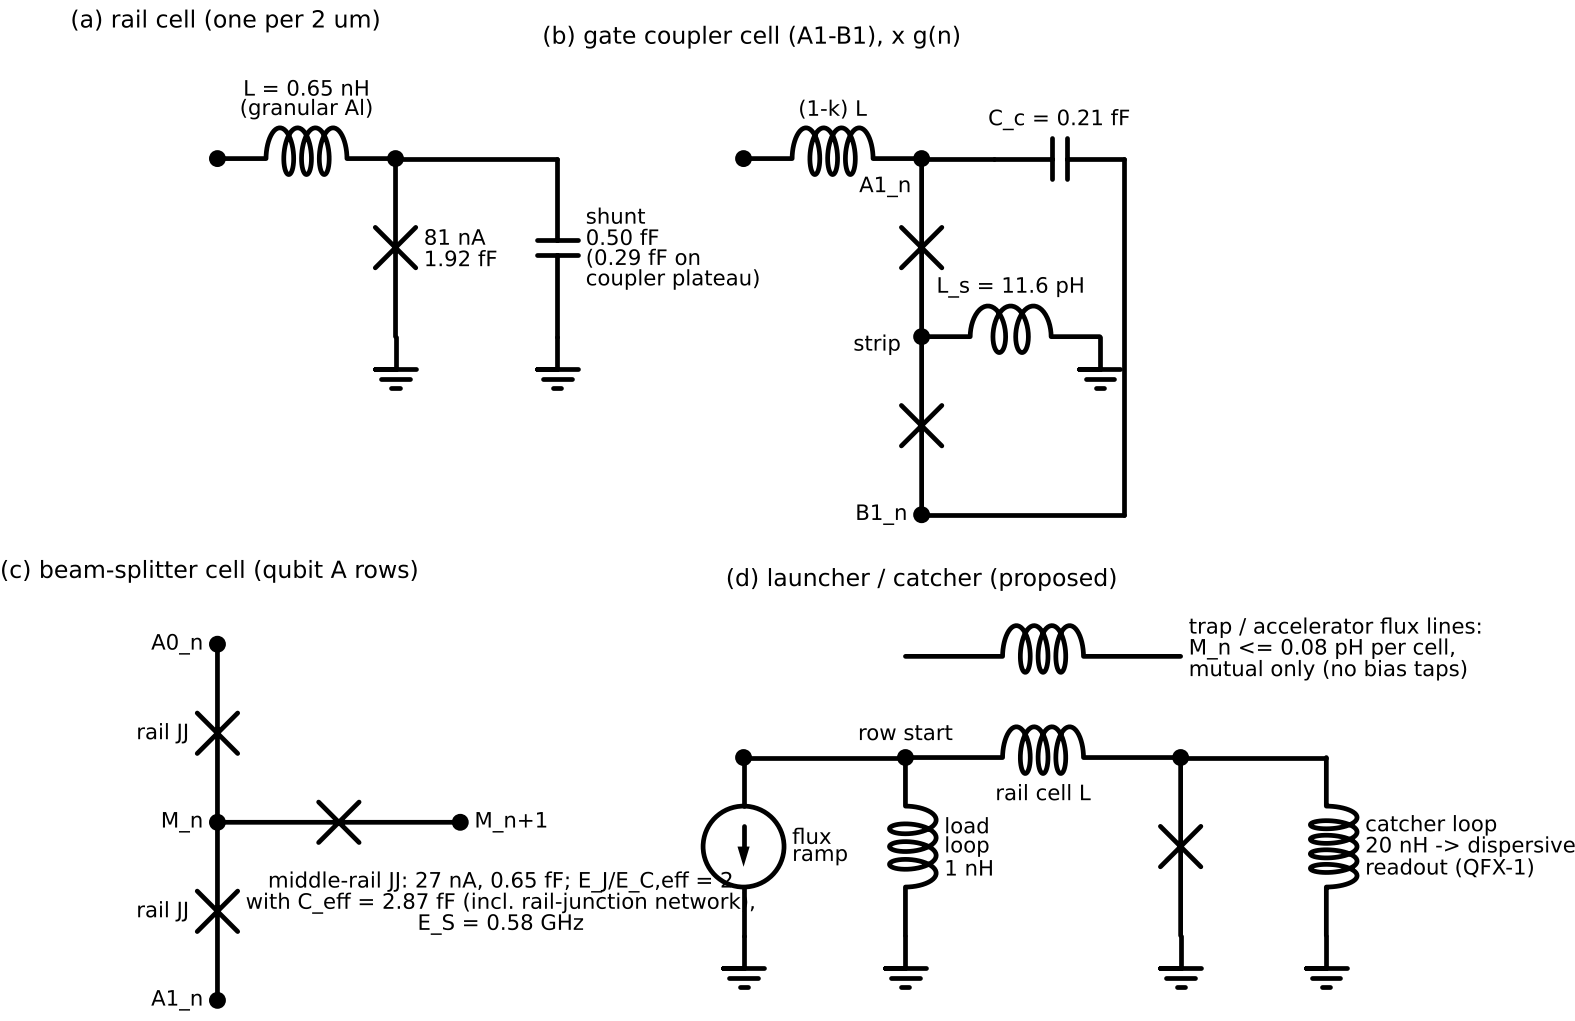 (a) rail cell (one per 2 um)
L = 0.65 nH
(granular Al)
81 nA
1.92 fF
shunt
0.50 fF
(0.29 fF on
coupler plateau)
(b) gate coupler cell (A1-B1), x g(n)
(1-k) L
C_c = 0.21 fF
A1_n
L_s = 11.6 pH
strip
B1_n
(c) beam-splitter cell (qubit A rows)
A0_n
rail JJ
M_n
M_n+1
middle-rail JJ: 27 nA, 0.65 fF; E_J/E_C,eff = 2
with C_eff = 2.87 fF (incl. rail-junction network),
E_S = 0.58 GHz
rail JJ
A1_n
(d) launcher / catcher (proposed)
trap / accelerator flux lines:
M_n <= 0.08 pH per cell,
mutual only (no bias taps)
row start
rail cell L
flux
ramp
load
loop
1 nH
catcher loop
20 nH -> dispersive
readout (QFX-1)